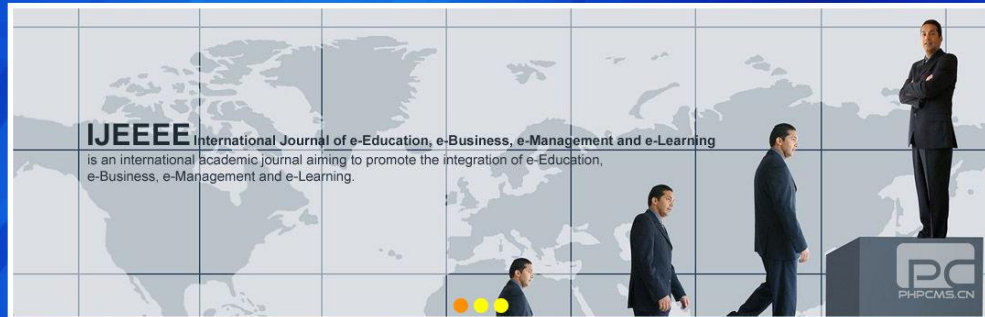 IJEEEE International Journal of e-Education, e-Business, e-Management and e-Learning
is an international academic journal aiming to promote the integration of e-Education,
e-Business, e-Management and e-Learning.
PC
PHPCMS.CN